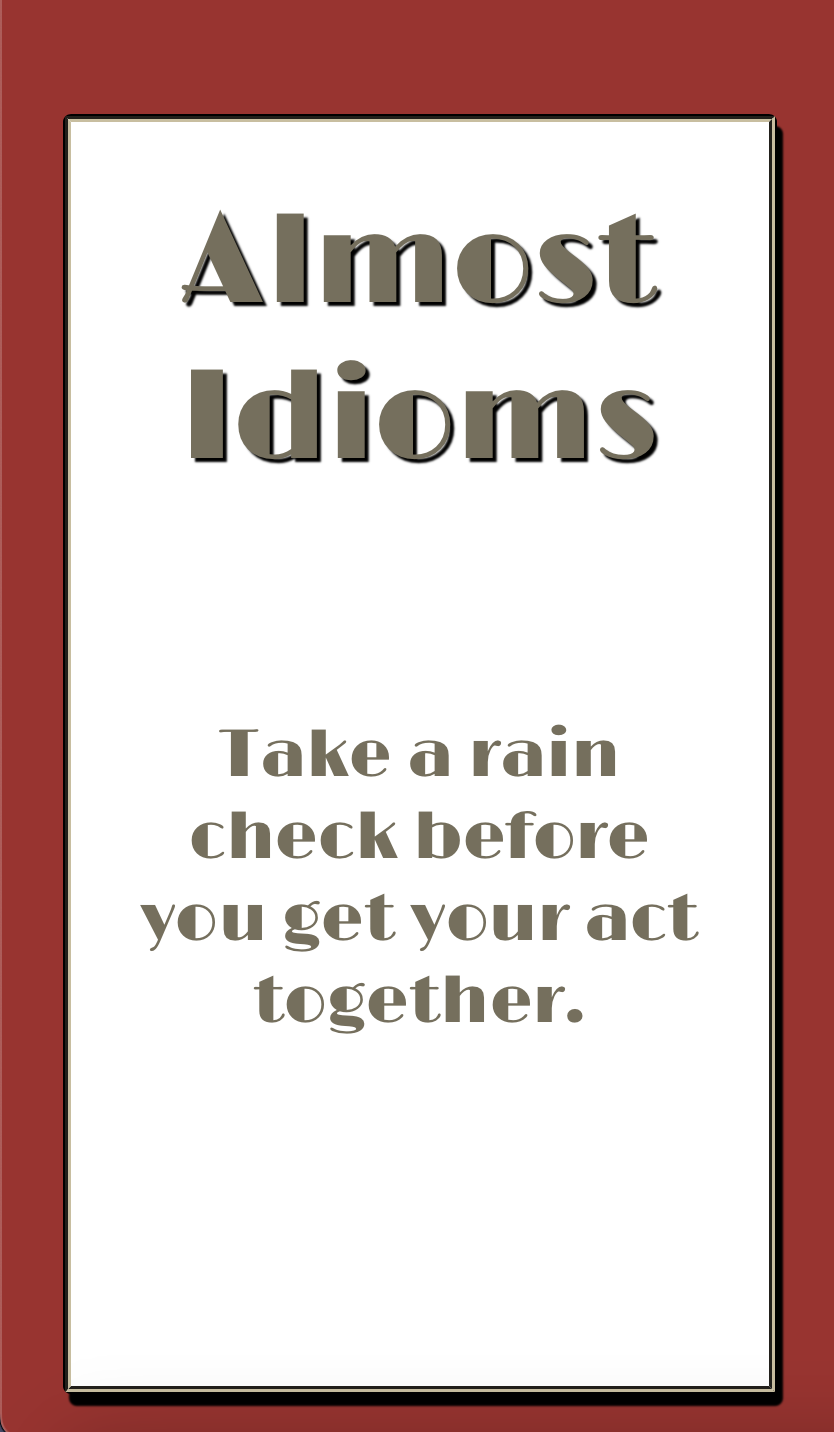 Almost
Idioms
Take a rain
check before
you get your act
together.